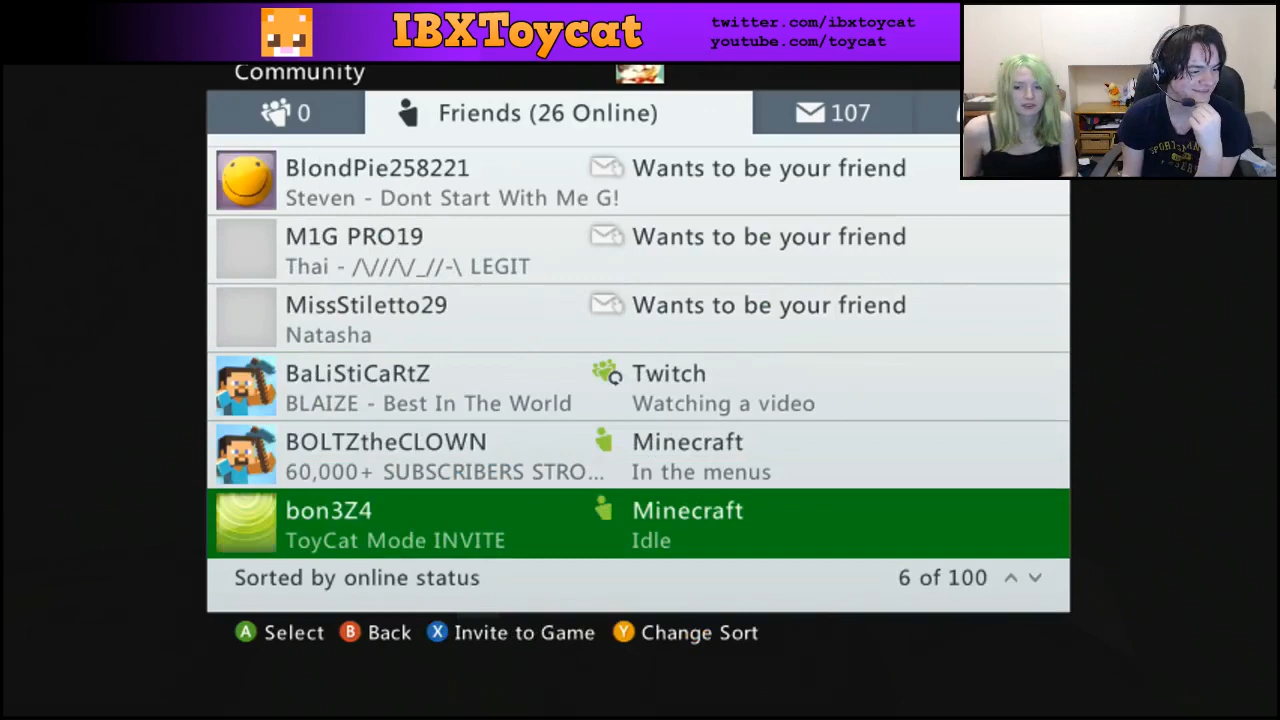 IBXToycat
twitter.com/ibxtoycat
youtube.com/toycat
Community
0
Friends (26 Online)
107
BlondPie258221
Wants to be your friend
Steven - Dont Start With Me G!
M1G PRO19
Wants to be your friend
Thai - /\///\/_//-\ LEGIT
MissStiletto29
Wants to be your friend
Natasha
BaLiStiCaRtZ
Twitch
BLAIZE - Best In The World
Watching a video
BOLTZtheCLOWN
Minecraft
60,000+ SUBSCRIBERS STRO...
In the menus
bon3Z4
Minecraft
ToyCat Mode INVITE
Idle
Sorted by online status
6 of 100
A Select
B Back
X Invite to Game
Y Change Sort